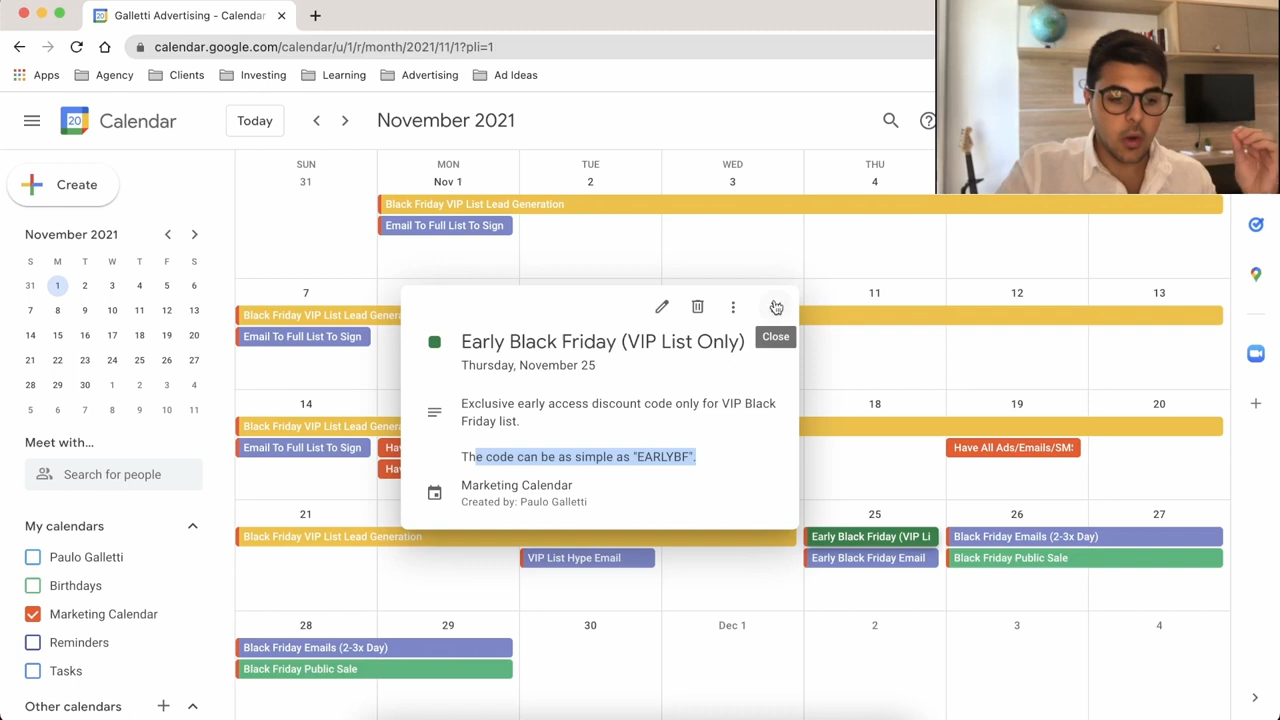 Galletti Advertising - Calendar
calendar.google.com/calendar/u/1/r/month/2021/11/1?pli=1
Apps
Agency
Clients
Investing
Learning
Advertising
Ad Ideas
20
Calendar
Today
November 2021
Create
November 2021
S M T W T F S
31 1 2 3 4 5 6
7 8 9 10 11 12 13
14 15 16 17 18 19 20
21 22 23 24 25 26 27
28 29 30 1 2 3 4
5 6 7 8 9 10 11
Meet with...
Search for people
My calendars
Paulo Galletti
Birthdays
Marketing Calendar
Reminders
Tasks
Other calendars
SUN MON TUE WED THU
31 Nov 1 2 3 4
Black Friday VIP List Lead Generation
Email To Full List To Sign
7 11 12 13
Black Friday VIP List Lead Genera
Email To Full List To Sign
14 18 19 20
Black Friday VIP List Lead Genera
Email To Full List To Sign
Hav
Have All Ads/Emails/SM
Hav
21 25 26 27
Black Friday VIP List Lead Generation
Early Black Friday (VIP Li
Black Friday Emails (2-3x Day)
VIP List Hype Email
Early Black Friday Email
Black Friday Public Sale
28 29 30 Dec 1 2 3 4
Black Friday Emails (2-3x Day)
Black Friday Public Sale
Close
Early Black Friday (VIP List Only)
Thursday, November 25
Exclusive early access discount code only for VIP Black
Friday list.
The code can be as simple as "EARLYBF".
Marketing Calendar
Created by: Paulo Galletti